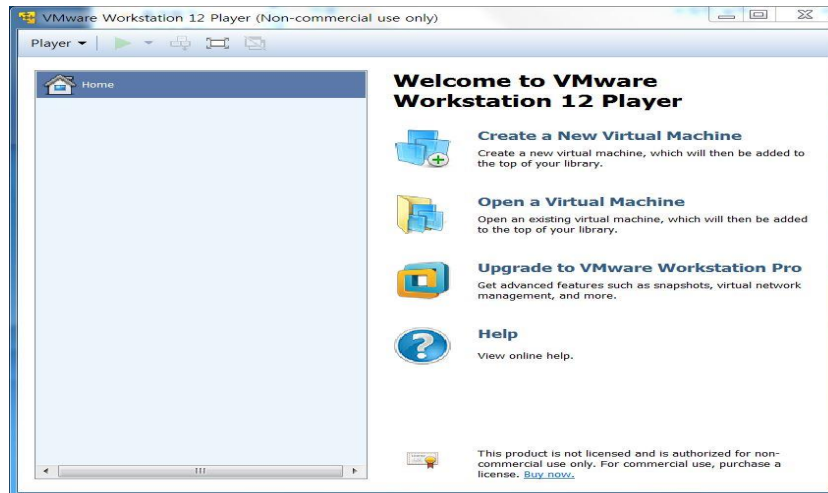 VMware Workstation 12 Player (Non-commercial use only)
Player
Home
Welcome to VMware
Workstation 12 Player
Create a New Virtual Machine
Create a new virtual machine, which will then be added to
the top of your library.
Open a Virtual Machine
Open an existing virtual machine, which will then be added
to the top of your library.
Upgrade to VMware Workstation Pro
Get advanced features such as snapshots, virtual network
management, and more.
Help
View online help.
This product is not licensed and is authorized for non-
commercial use only. For commercial use, purchase a
license. Buy now.